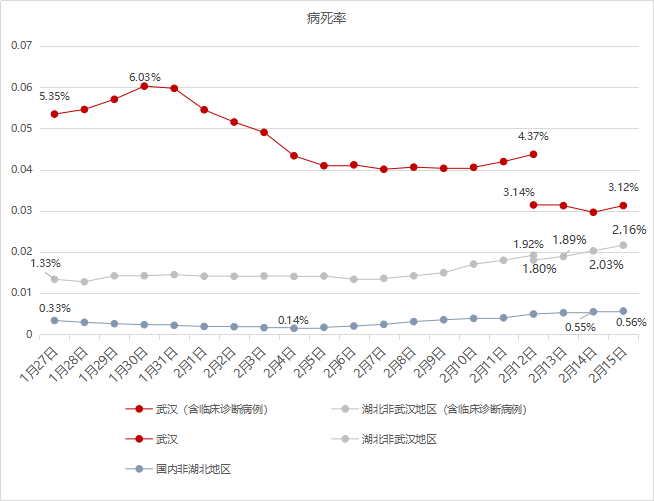 病死率
0.07
0.06
0.05
0.04
0.03
0.02
0.01
0
5.35%
6.03%
4.37%
3.14%
3.12%
1.33%
1.92%
1.80%
1.89%
2.03%
2.16%
0.33%
0.14%
0.55%
0.56%
1月27日
1月28日
1月29日
1月30日
1月31日
2月1日
2月2日
2月3日
2月4日
2月5日
2月6日
2月7日
2月8日
2月9日
2月10日
2月11日
2月12日
2月13日
2月14日
2月15日
武汉（含临床诊断病例）
湖北非武汉地区（含临床诊断病例）
武汉
湖北非武汉地区
国内非湖北地区